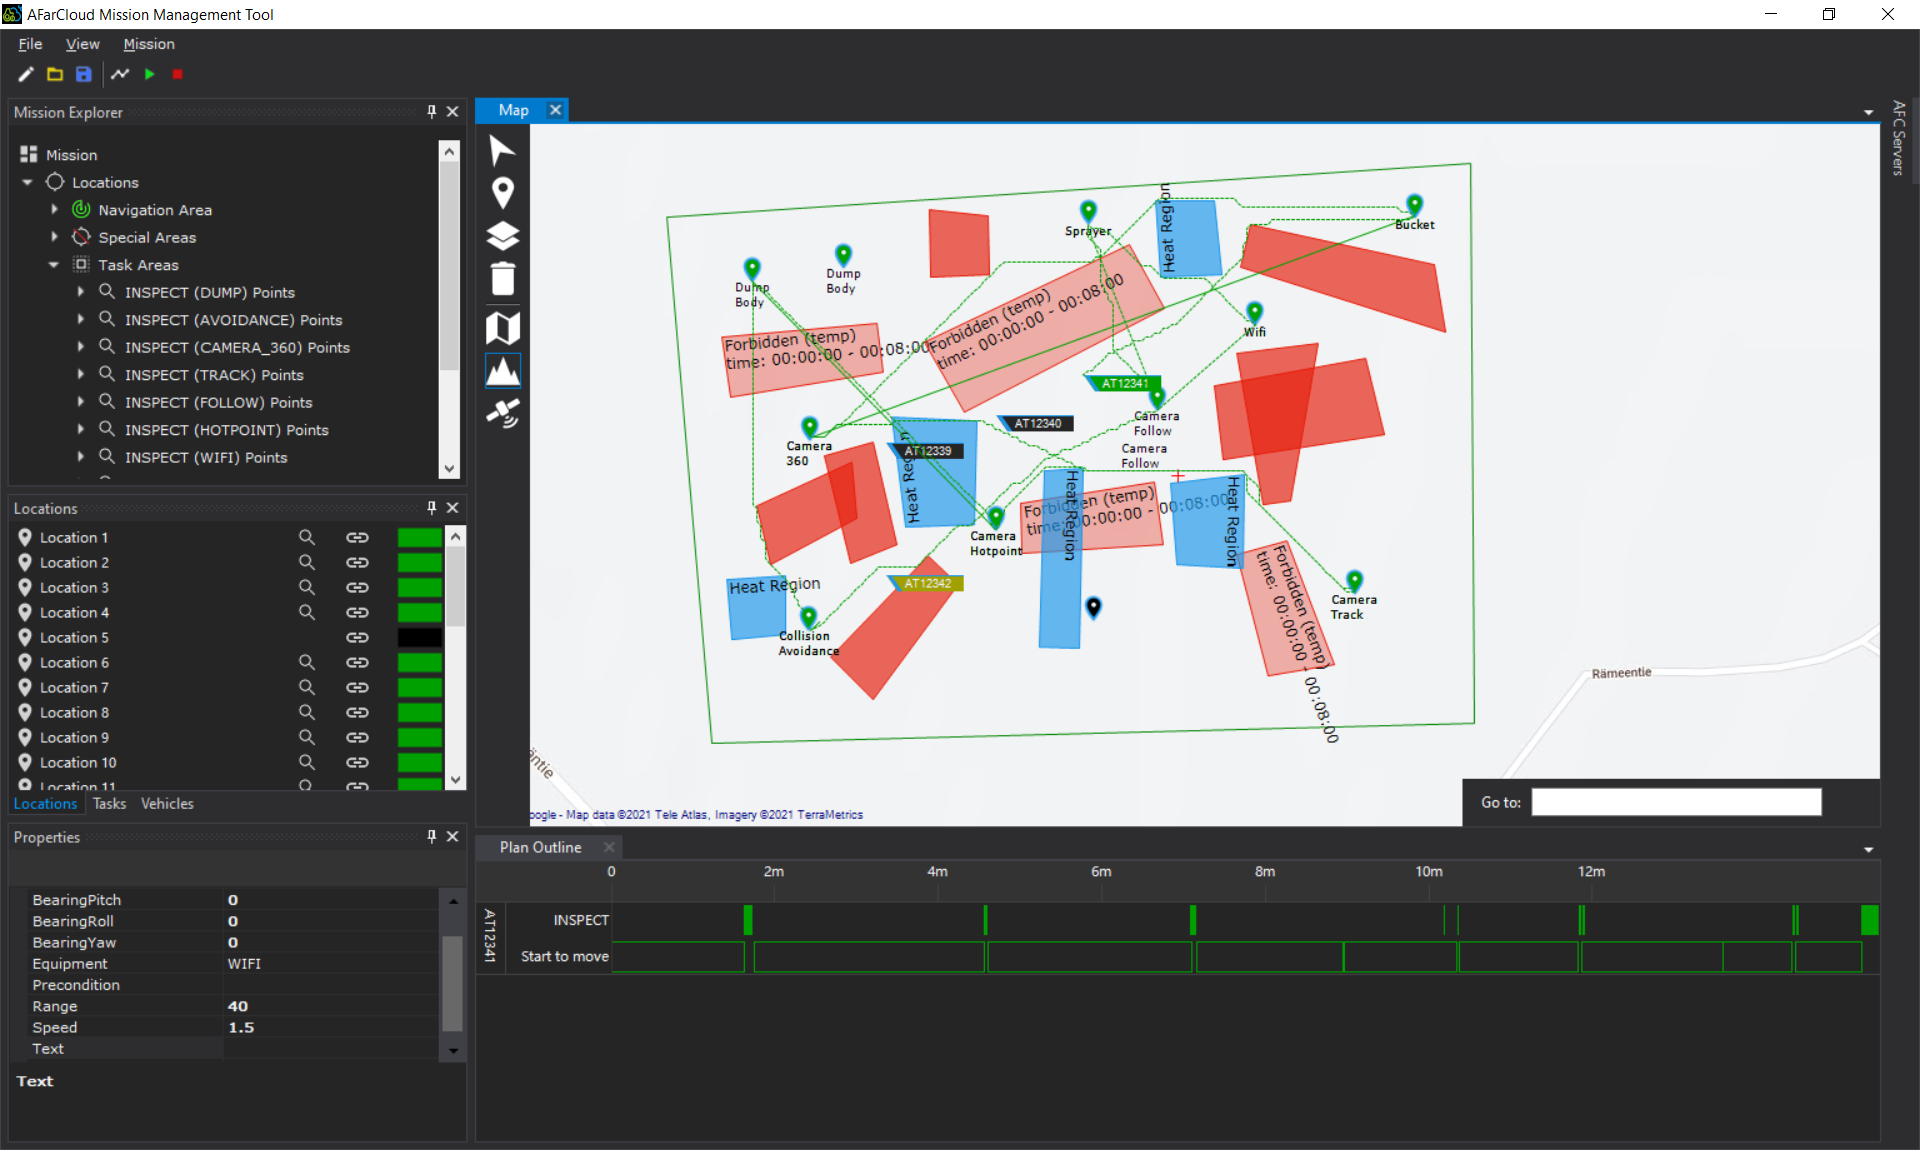 AFarCloud Mission Management Tool
File View Mission
Mission Explorer
Mission
Locations
Navigation Area
Special Areas
Task Areas
INSPECT (DUMP) Points
INSPECT (AVOIDANCE) Points
INSPECT (CAMERA_360) Points
INSPECT (TRACK) Points
INSPECT (FOLLOW) Points
INSPECT (HOTPOINT) Points
INSPECT (WIFI) Points
Locations
Location 1
Location 2
Location 3
Location 4
Location 5
Location 6
Location 7
Location 8
Location 9
Location 10
Location 11
Locations Tasks Vehicles
Properties
BearingPitch 0
BearingRoll 0
BearingYaw 0
Equipment WIFI
Precondition
Range 40
Speed 1.5
Text
Text
Map
AFC Servers
Heat Region
Sprayer
Bucket
Dump
Body
Dump
Body
Forbidden (temp)
time: 00:00:00 - 00:08:00
Forbidden (temp)
time: 00:00:00 - 00:08:00
Wifi
AT12341
Camera
Follow
Camera
Follow
AT12340
Camera
360
AT12339
Heat Region
Heat Region
Forbidden (temp)
time: 00:00:00 - 00:08:00
Heat Region
Camera
Hotpoint
Forbidden (temp)
time: 00:00:00 - 00:08:00
AT12342
Heat Region
Collision
Avoidance
Camera
Track
Rämeentie
äntie
oogle - Map data ©2021 Tele Atlas, Imagery ©2021 TerraMetrics
Go to:
Plan Outline
0 2m 4m 6m 8m 10m 12m
AT12341
INSPECT
Start to move